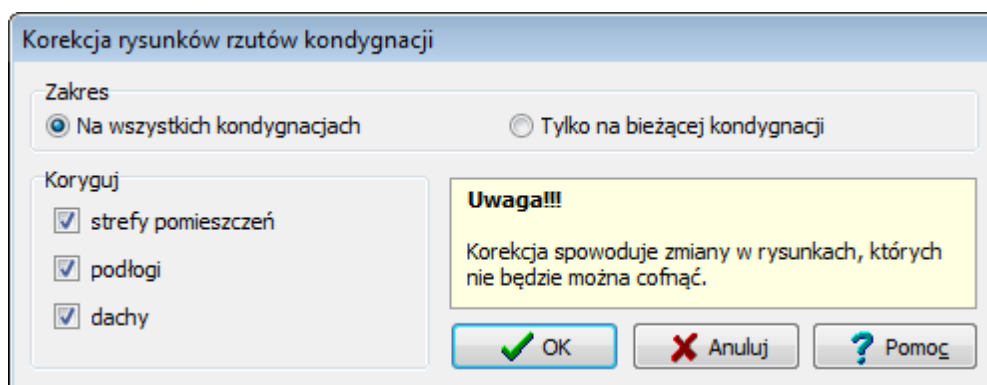 Korekcja rysunków rzutów kondygnacji
Zakres
Na wszystkich kondygnacjach
Tylko na bieżącej kondygnacji
Koryguj
strefy pomieszczeń
podłogi
dachy
Uwaga!!!
Korekcja spowoduje zmiany w rysunkach, których
nie będzie można cofnąć.
OK
Anuluj
Pomoc